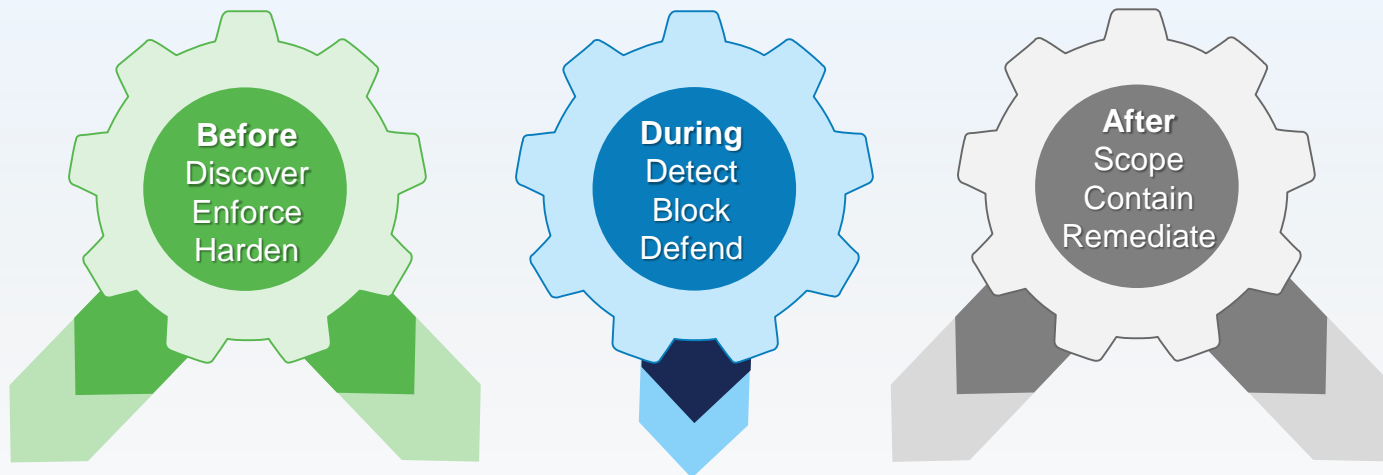 Before
Discover
Enforce
Harden
During
Detect
Block
Defend
After
Scope
Contain
Remediate